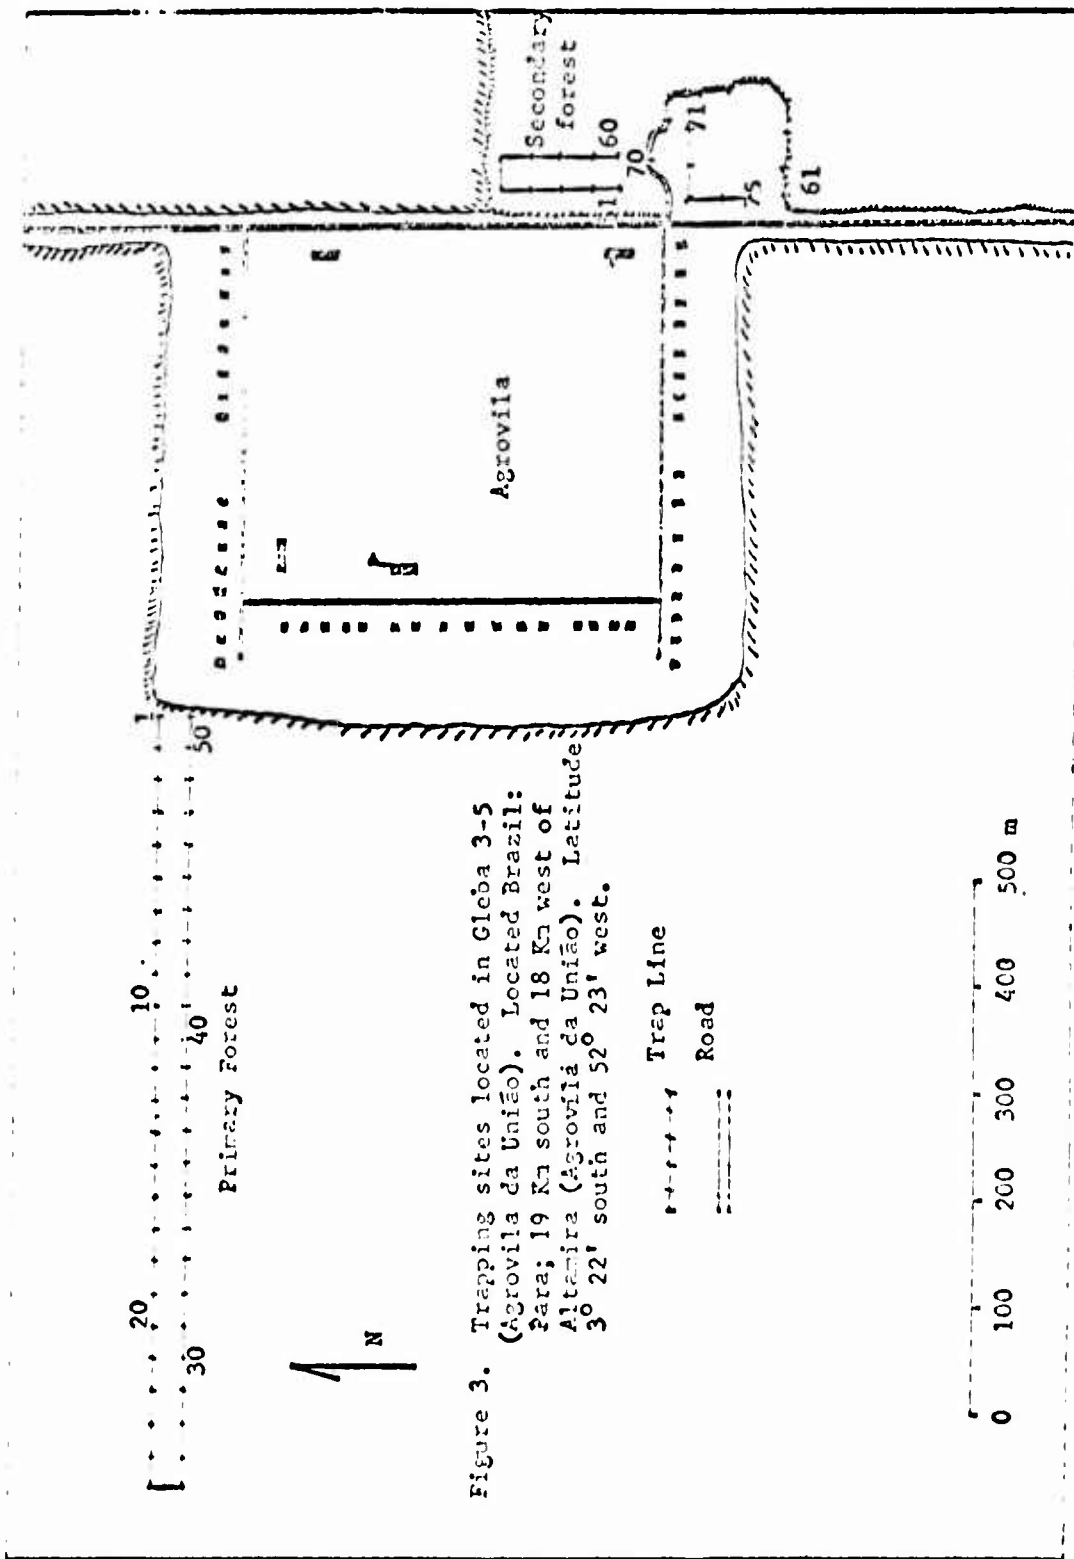 Secondary
forest
1
60
70
71
75
61
Agrovila
1
50
10
40
Primary Forest
20
30
N
Figure 3. Trapping sites located in Gleba 3-5
(Agrovila da União). Located Brazil:
Para; 19 Km south and 18 Km west of
Altamira (Agrovila da União). Latitude
3° 22' south and 52° 23' west.
Trap Line
Road
0 100 200 300 400 500 m